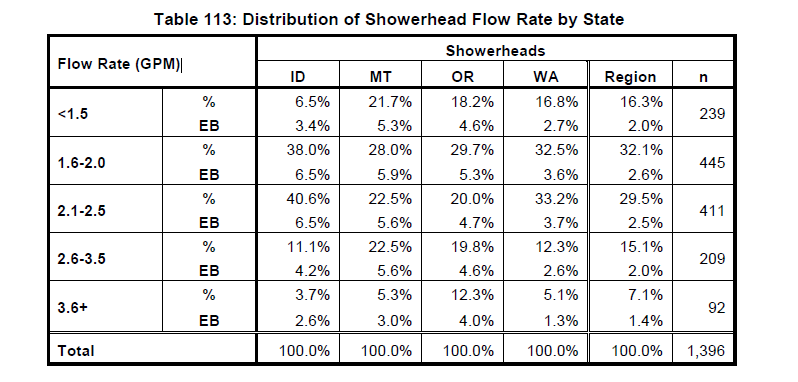 Table 113: Distribution of Showerhead Flow Rate by State
Flow Rate (GPM) Showerheads
ID MT OR WA Region n
<1.5 % 6.5% 21.7% 18.2% 16.8% 16.3% 239
EB 3.4% 5.3% 4.6% 2.7% 2.0%
1.6-2.0 % 38.0% 28.0% 29.7% 32.5% 32.1% 445
EB 6.5% 5.9% 5.3% 3.6% 2.6%
2.1-2.5 % 40.6% 22.5% 20.0% 33.2% 29.5% 411
EB 6.5% 5.6% 4.7% 3.7% 2.5%
2.6-3.5 % 11.1% 22.5% 19.8% 12.3% 15.1% 209
EB 4.2% 5.6% 4.6% 2.6% 2.0%
3.6+ % 3.7% 5.3% 12.3% 5.1% 7.1% 92
EB 2.6% 3.0% 4.0% 1.3% 1.4%
Total 100.0% 100.0% 100.0% 100.0% 100.0% 1,396